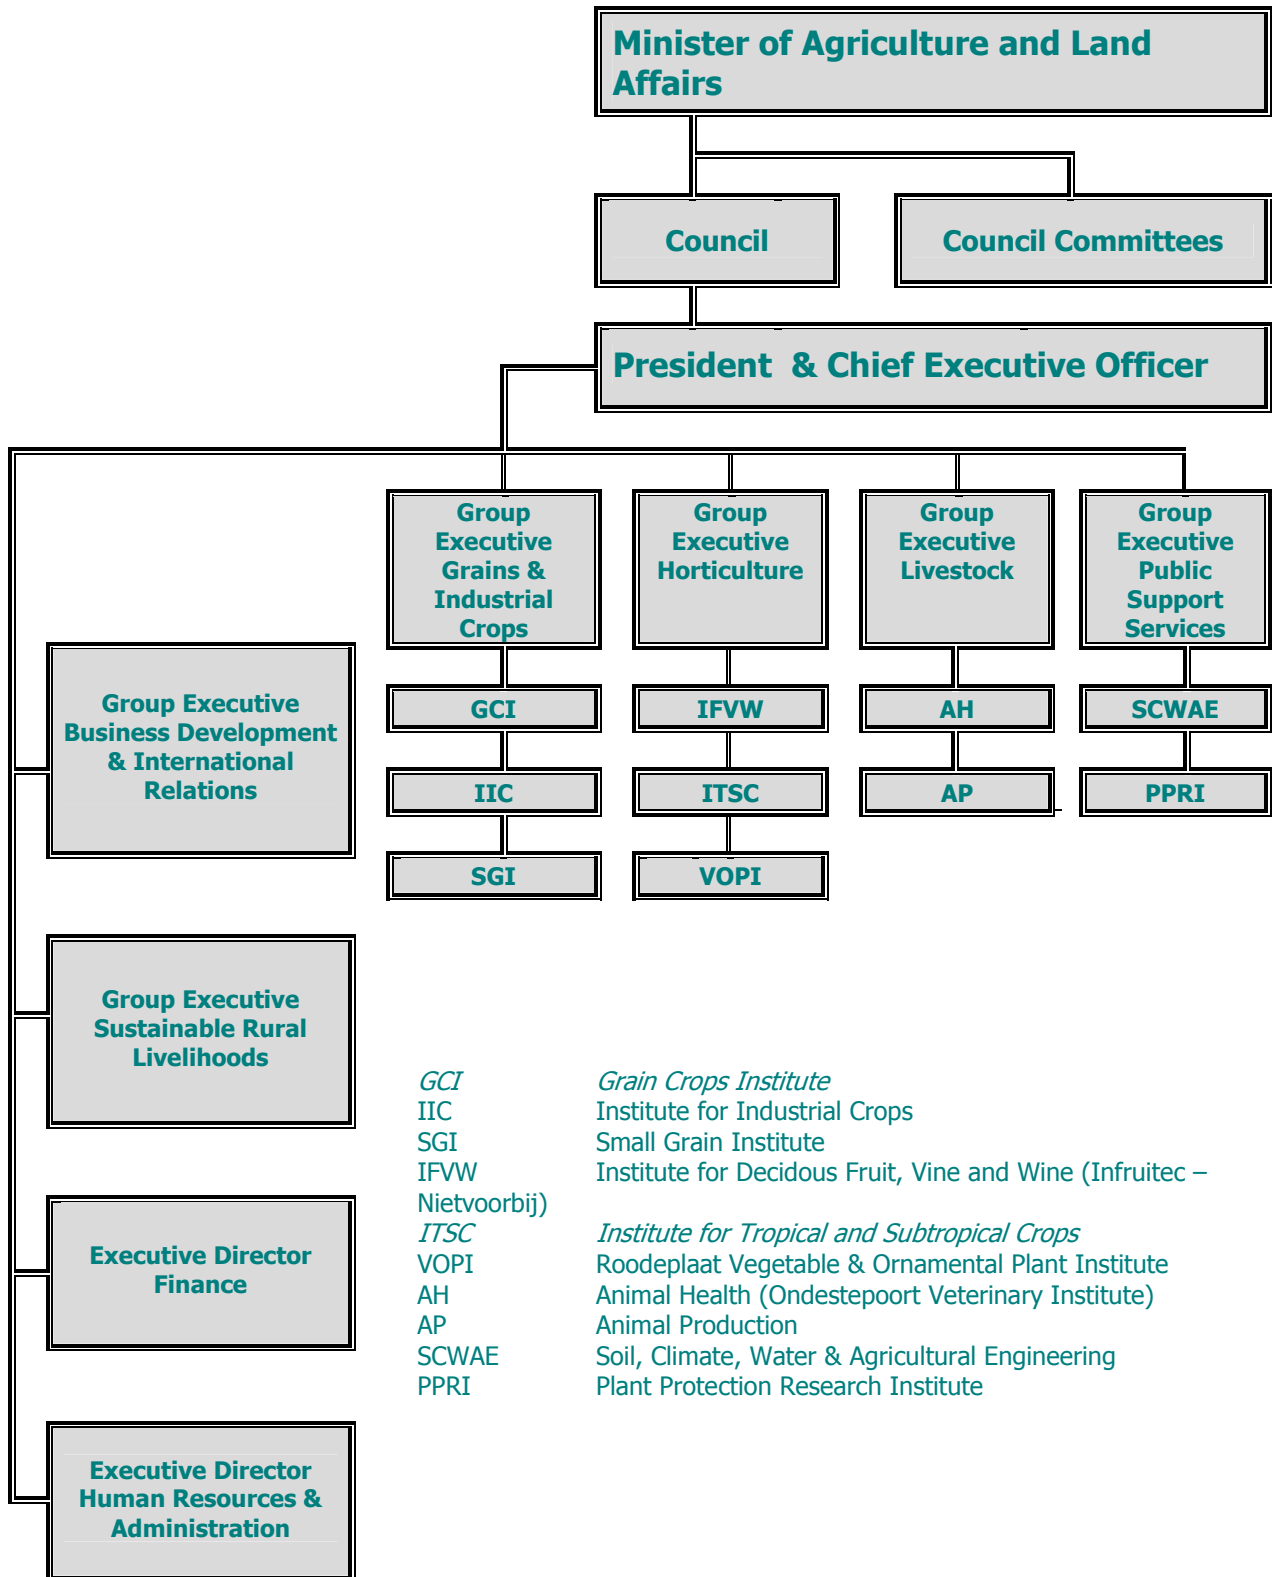 Minister of Agriculture and Land
Affairs
Council
Council Committees
President & Chief Executive Officer
Group
Executive
Grains &
Industrial
Crops
Group
Executive
Horticulture
Group
Executive
Livestock
Group
Executive
Public
Support
Services
GCI
IFVW
AH
SCWAE
IIC
ITSC
AP
PPRI
SGI
VOPI
Group Executive
Business Development
& International
Relations
Group Executive
Sustainable Rural
Livelihoods
Executive Director
Finance
Executive Director
Human Resources &
Administration
GCI Grain Crops Institute
IIC Institute for Industrial Crops
SGI Small Grain Institute
IFVW Institute for Decidous Fruit, Vine and Wine (Infruitec –
Nietvoorbij)
ITSC Institute for Tropical and Subtropical Crops
VOPI Roodeplaat Vegetable & Ornamental Plant Institute
AH Animal Health (Ondestepoort Veterinary Institute)
AP Animal Production
SCWAE Soil, Climate, Water & Agricultural Engineering
PPRI Plant Protection Research Institute